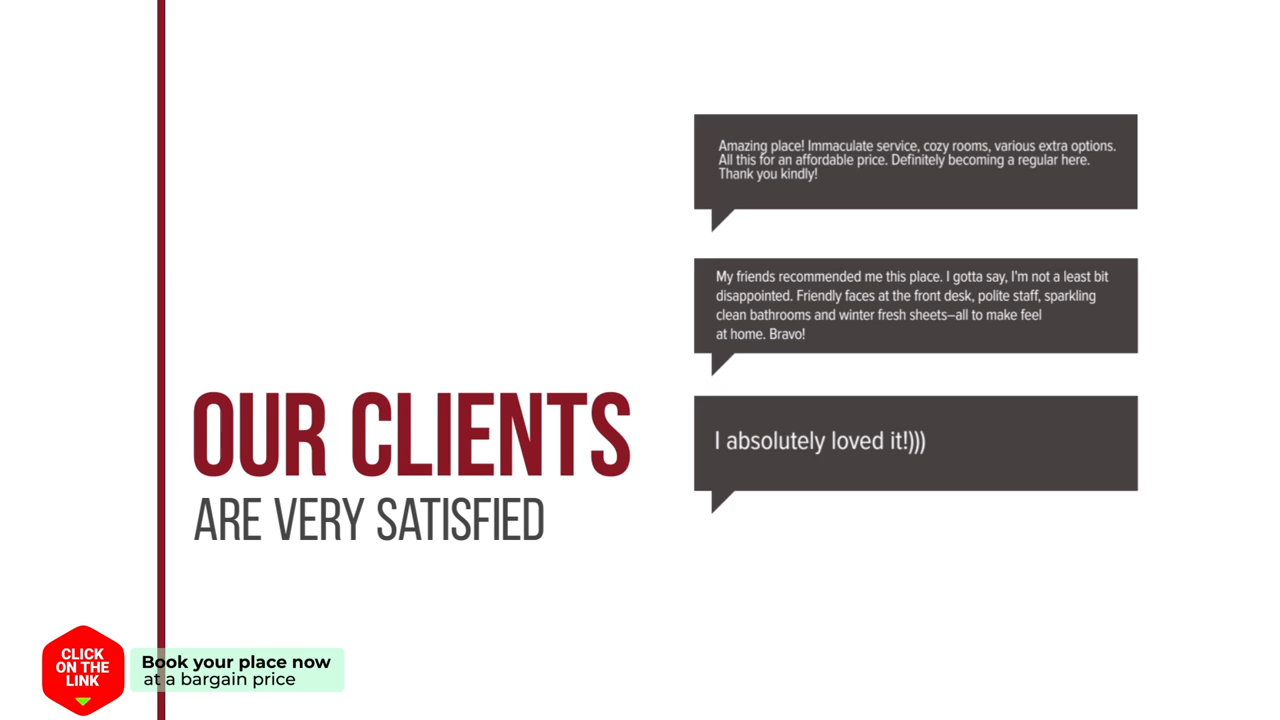 Amazing place! Immaculate service, cozy rooms, various extra options.
All this for an affordable price. Definitely becoming a regular here.
Thank you kindly!
My friends recommended me this place. I gotta say, I'm not a least bit
disappointed. Friendly faces at the front desk, polite staff, sparkling
clean bathrooms and winter fresh sheets—all to make feel
at home. Bravo!
OUR CLIENTS
ARE VERY SATISFIED
I absolutely loved it!)))
CLICK
ON THE
LINK
Book your place now
at a bargain price